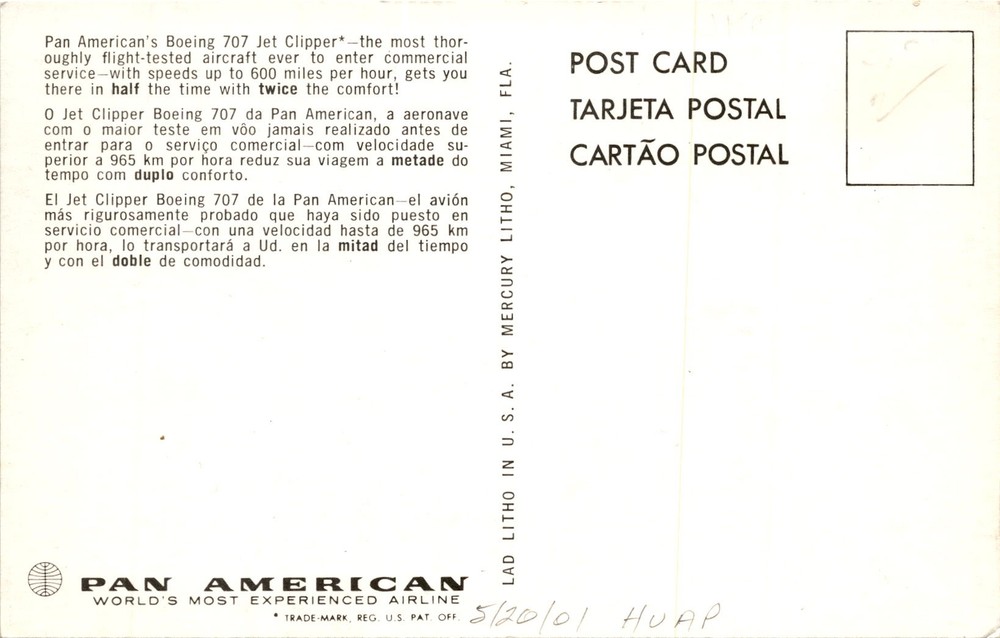 Pan American's Boeing 707 Jet Clipper*—the most thor-
oughly flight-tested aircraft ever to enter commercial
service—with speeds up to 600 miles per hour, gets you
there in half the time with twice the comfort!
O Jet Clipper Boeing 707 da Pan American, a aeronave
com o maior teste em vôo jamais realizado antes de
entrar para o serviço comercial—com velocidade su-
perior a 965 km por hora reduz sua viagem a metade do
tempo com duplo conforto.
El Jet Clipper Boeing 707 de la Pan American—el avión
más rigurosamente probado que haya sido puesto en
servicio comercial—con una velocidad hasta de 965 km
por hora, lo transportará a Ud. en la mitad del tiempo
y con el doble de comodidad.
PAN AMERICAN
WORLD'S MOST EXPERIENCED AIRLINE
* TRADE-MARK, REG. U.S. PAT. OFF.
LAD LITHO IN U. S. A. BY MERCURY LITHO, MIAMI, FLA.
POST CARD
TARJETA POSTAL
CARTÃO POSTAL
5/20/01 HUAP